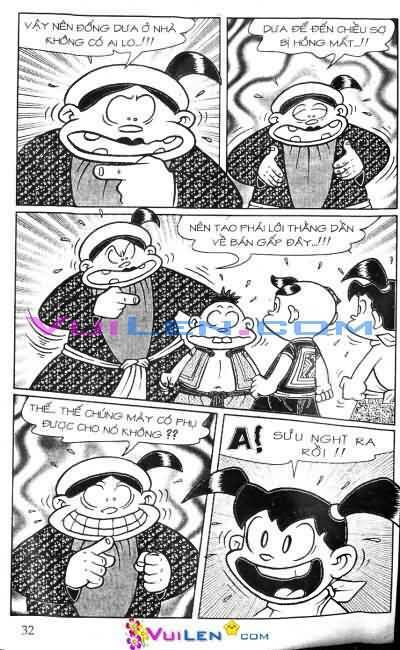 VẬY NÊN ĐỐNG DƯA Ở NHÀ
KHÔNG CÓ AI LO...!!!
DƯA ĐỂ ĐẾN CHIỀU SỢ
BỊ HỎNG MẤT..!!
NÊN TAO PHẢI LÔI THẰNG DẦN
VỀ BÁN GẤP ĐÂY...!!!
VUILEN.COM
THẾ... THẾ CHÚNG MÀY CÓ PHỤ
ĐƯỢC CHO NÓ KHÔNG ??
A! SỬU NGHĨ RA
RỒI !!
32
VUILEN COM